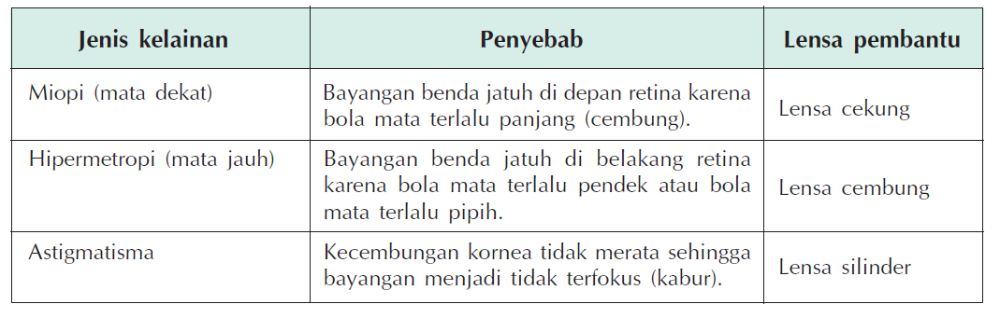 Jenis kelainan Penyebab Lensa pembantu
Miopi (mata dekat)
Bayangan benda jatuh di depan retina karena
bola mata terlalu panjang (cembung).
Lensa cekung
Hipermetropi (mata jauh)
Bayangan benda jatuh di belakang retina
karena bola mata terlalu pendek atau bola
mata terlalu pipih.
Lensa cembung
Astigmatisma
Kecembungan kornea tidak merata sehingga
bayangan menjadi tidak terfokus (kabur).
Lensa silinder